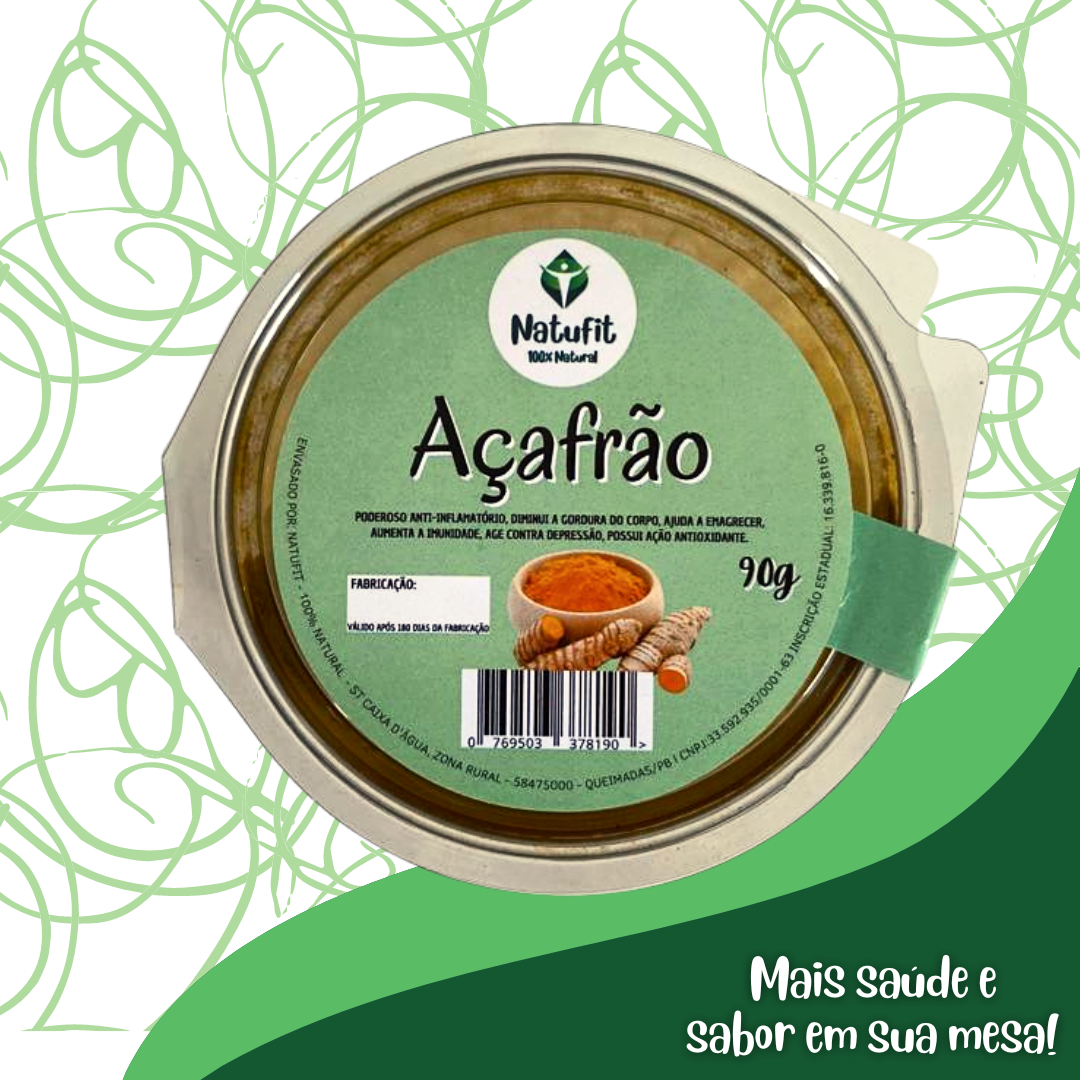 Natufit
100% Natural
Açafrão
PODEROSO ANTI-INFLAMATÓRIO, DIMINUI A GORDURA DO CORPO, AJUDA A EMAGRECER,
AUMENTA A IMUNIDADE, AGE CONTRA DEPRESSÃO, POSSUI AÇÃO ANTIOXIDANTE.
90g
FABRICAÇÃO:
VÁLIDO APÓS 180 DIAS DA FABRICAÇÃO
0 769503 378190 >
ENVASADO POR: NATUFIT - 100% NATURAL - ST CAIXA D'ÁGUA, ZONA RURAL - 58475000 - QUEIMADAS/PB | CNPJ:33.592.935/0001-63 INSCRIÇÃO ESTADUAL: 16.339.816-0
Mais saúde e
sabor em sua mesa!